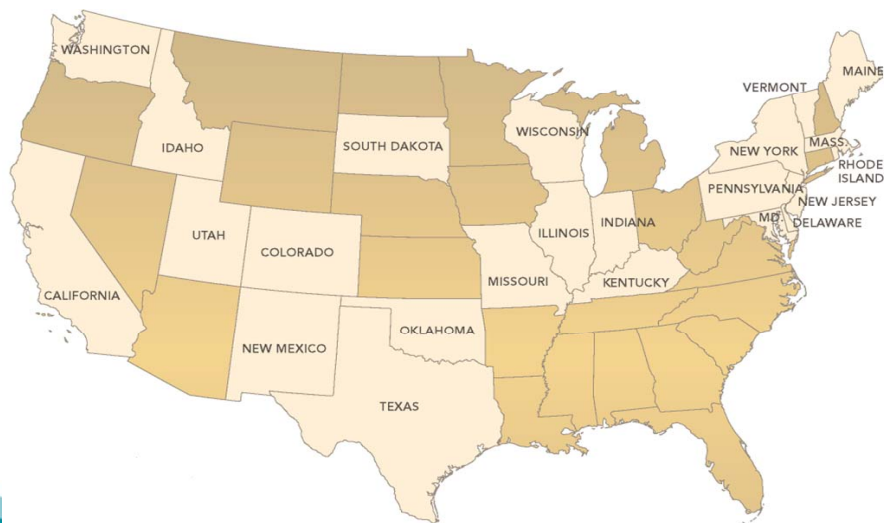 WASHINGTON
MAINE
VERMONT
WISCONSIN
MASS.
IDAHO
SOUTH DAKOTA
NEW YORK
RHODE
ISLAND
PENNSYLVANIA
NEW JERSEY
MD.
DELAWARE
INDIANA
ILLINOIS
UTAH
COLORADO
MISSOURI
KENTUCKY
CALIFORNIA
OKLAHOMA
NEW MEXICO
TEXAS